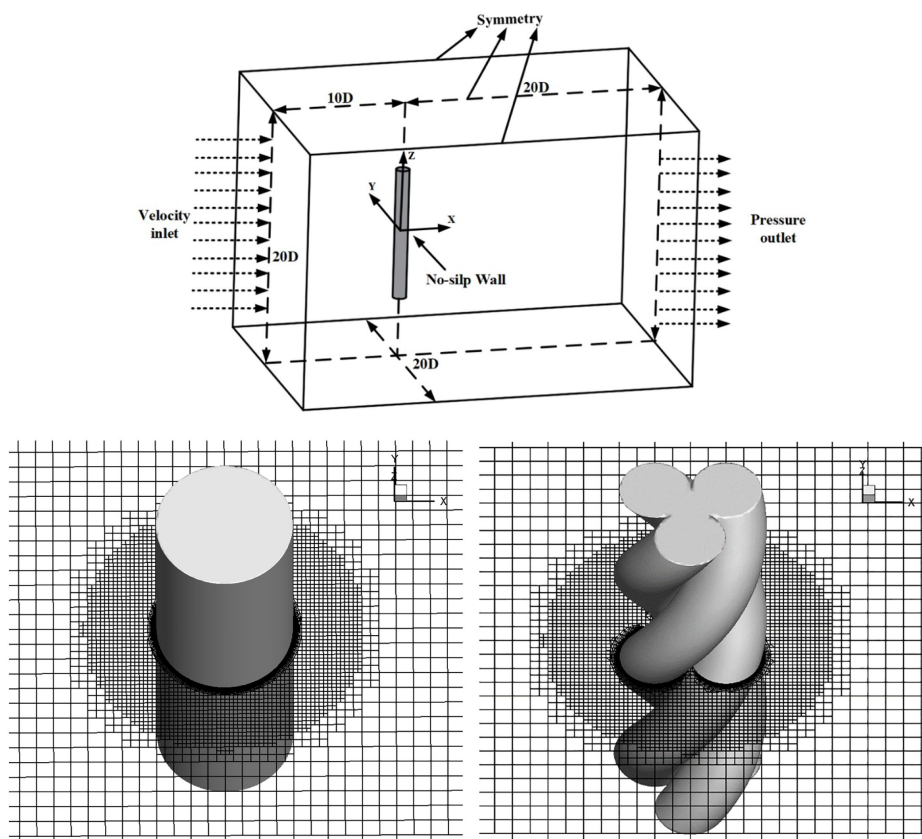 Symmetry
10D
20D
Z
Y
X
Velocity
inlet
Pressure
outlet
20D
No-silp Wall
20D
Y
Z
X
Y
Z
X